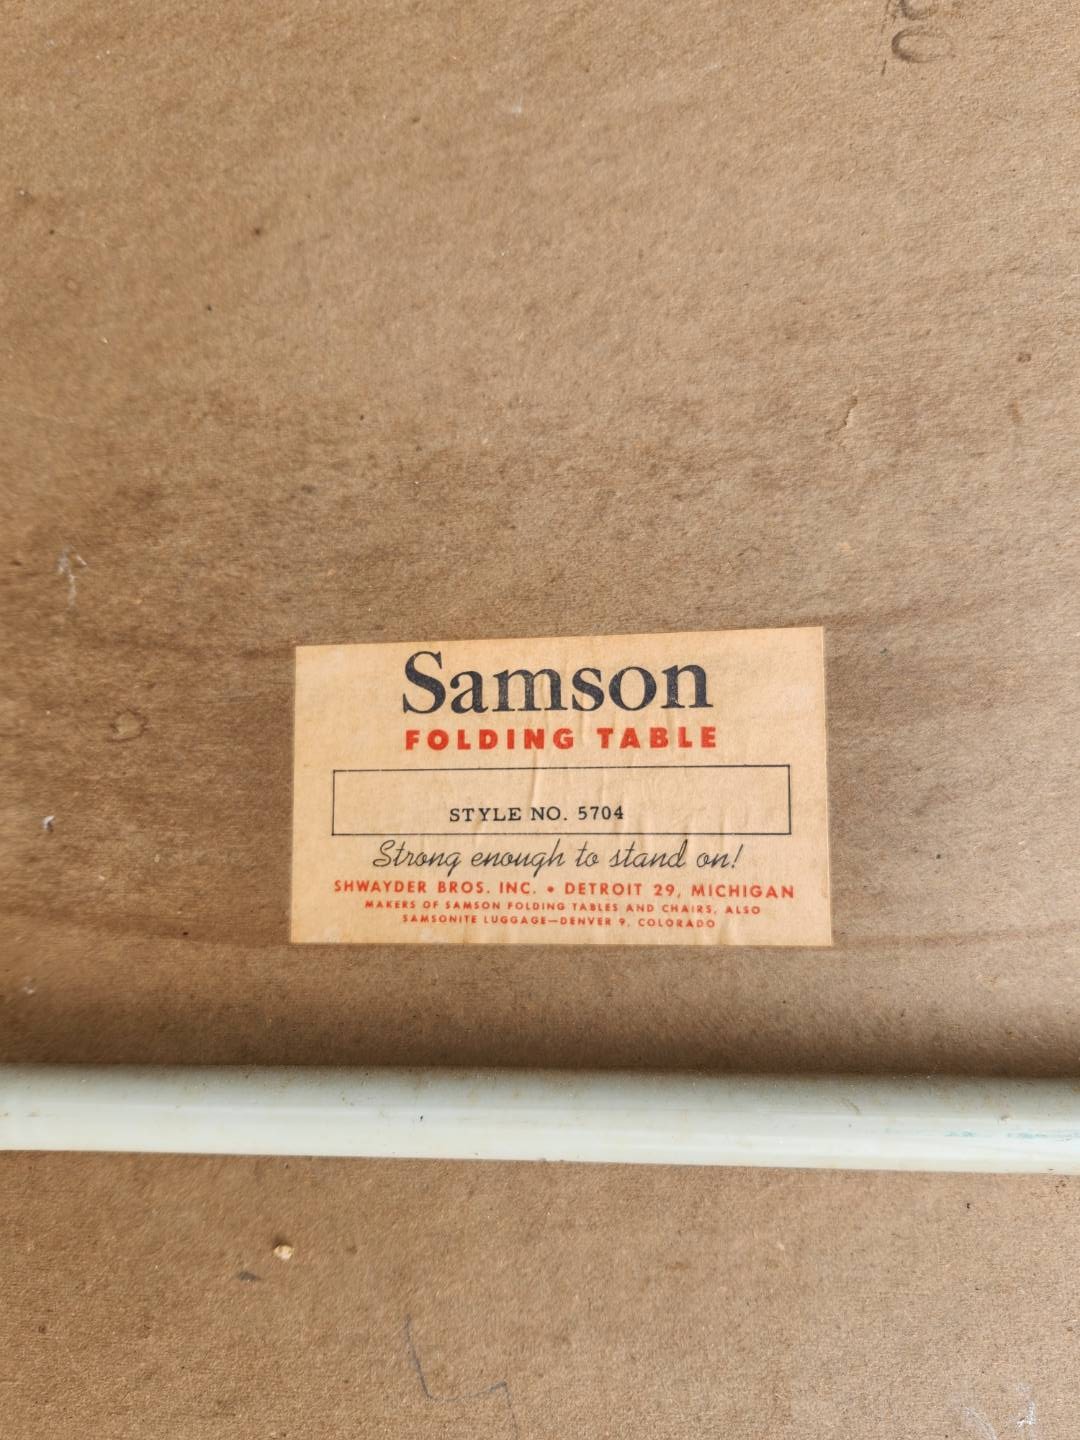 Samson
FOLDING TABLE
STYLE NO. 5704
Strong enough to stand on!
SHWAYDER BROS. INC. • DETROIT 29, MICHIGAN
MAKERS OF SAMSON FOLDING TABLES AND CHAIRS, ALSO
SAMSONITE LUGGAGE—DENVER 9, COLORADO